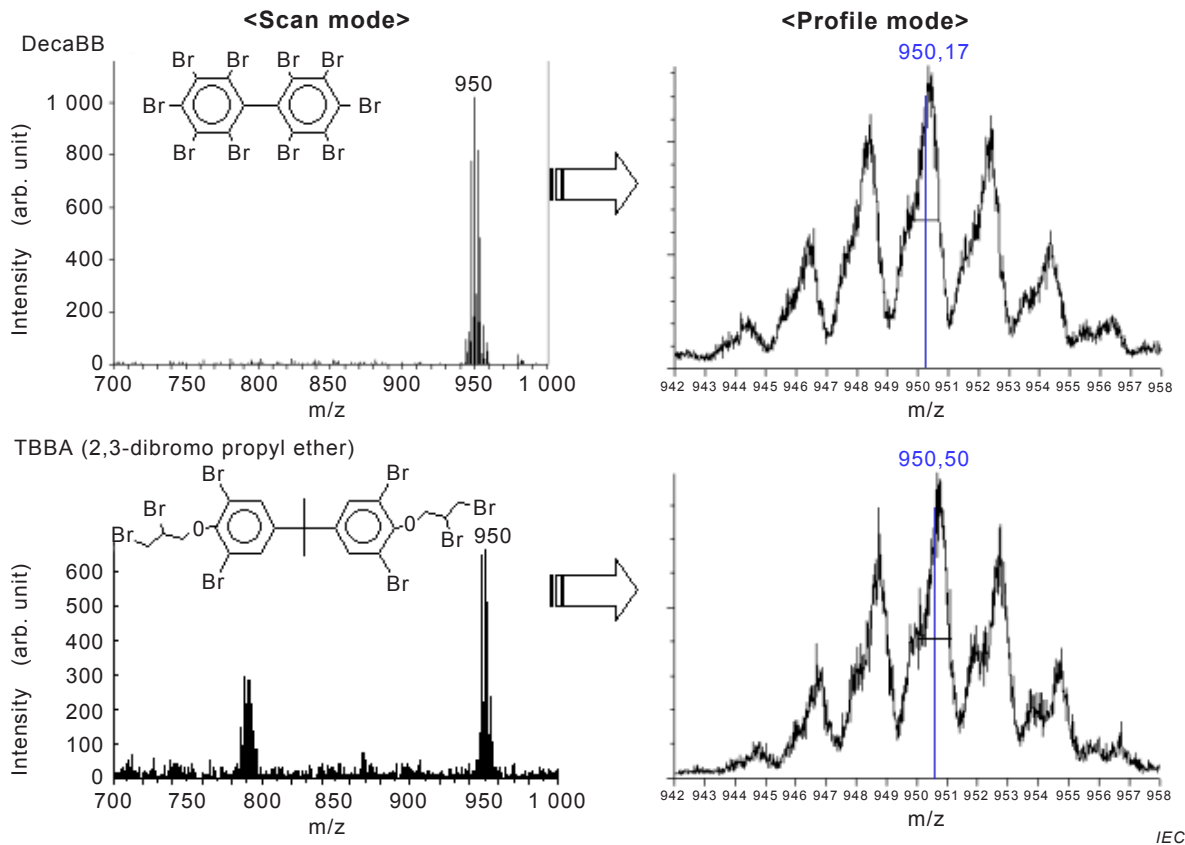 <Scan mode>
<Profile mode>
DecaBB
950,17
Br Br Br Br
Br Br
Br Br Br Br
950
Intensity (arb. unit)
1 000
800
600
400
200
0
700 750 800 850 900 950 1 000
m/z
942 943 944 945 946 947 948 949 950 951 952 953 954 955 956 957 958
m/z
TBBA (2,3-dibromo propyl ether)
950,50
Br Br
Br Br
Br O O Br
Br Br
950
Intensity (arb. unit)
600
500
400
300
200
100
0
700 750 800 850 900 950 1 000
m/z
942 943 944 945 946 947 948 949 950 951 952 953 954 955 956 957 958
m/z
IEC